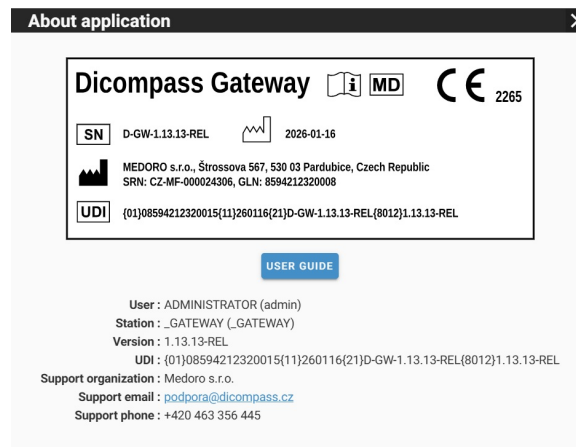 About application
Dicompass Gateway i MD CE 2265
SN D-GW-1.13.13-REL 2026-01-16
MEDORO s.r.o., Štrossova 567, 530 03 Pardubice, Czech Republic
SRN: CZ-MF-000024306, GLN: 8594212320008
UDI {01}08594212320015{11}260116{21}D-GW-1.13.13-REL{8012}1.13.13-REL
USER GUIDE
User : ADMINISTRATOR (admin)
Station : _GATEWAY (_GATEWAY)
Version : 1.13.13-REL
UDI : {01}08594212320015{11}260116{21}D-GW-1.13.13-REL{8012}1.13.13-REL
Support organization : Medoro s.r.o.
Support email : podpora@dicompass.cz
Support phone : +420 463 356 445